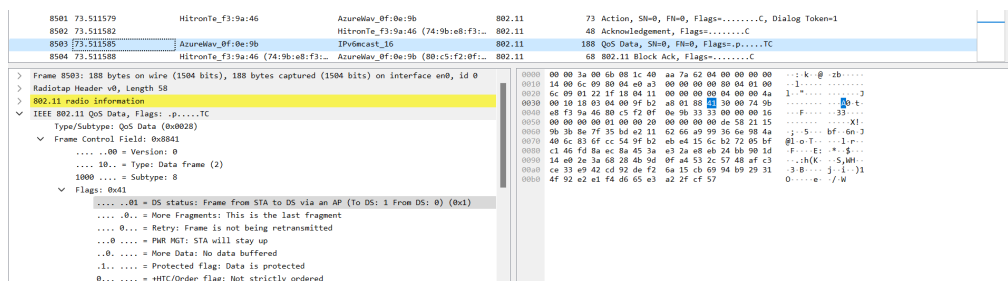 8501 73.511579 HitronTe_f3:9a:46 AzureWav_0f:0e:9b 802.11 73 Action, SN=0, FN=0, Flags=........C, Dialog Token=1
8502 73.511582 HitronTe_f3:9a:46 (74:9b:e8:f3:… 802.11 48 Acknowledgement, Flags=........C
8503 73.511585 AzureWav_0f:0e:9b IPv6mcast_16 802.11 188 QoS Data, SN=0, FN=0, Flags=.p.....TC
8504 73.511588 HitronTe_f3:9a:46 (74:9b:e8:f3:… AzureWav_0f:0e:9b (80:c5:f2:0f:… 802.11 68 802.11 Block Ack, Flags=........C
> Frame 8503: 188 bytes on wire (1504 bits), 188 bytes captured (1504 bits) on interface en0, id 0
> Radiotap Header v0, Length 58
> 802.11 radio information
IEEE 802.11 QoS Data, Flags: .p.....TC
Type/Subtype: QoS Data (0x0028)
Frame Control Field: 0x8841
.... ..00 = Version: 0
.... 10.. = Type: Data frame (2)
1000 .... = Subtype: 8
Flags: 0x41
.... ..01 = DS status: Frame from STA to DS via an AP (To DS: 1 From DS: 0) (0x1)
.... .0.. = More Fragments: This is the last fragment
.... 0... = Retry: Frame is not being retransmitted
...0 .... = PWR MGT: STA will stay up
..0. .... = More Data: No data buffered
.1.. .... = Protected flag: Data is protected
0... .... = +HTC/Order flag: Not strictly ordered
0000 00 00 3a 00 6b 08 1c 40 aa 7a 62 04 00 00 00 00
0010 14 00 6c 09 80 04 e0 a3 00 00 00 00 80 04 01 00
0020 6c 09 01 22 1f 18 04 11 00 00 00 00 04 00 00 4a
0030 00 10 18 03 04 00 9f b2 a8 01 88 41 30 00 74 9b
0040 e8 f3 9a 46 80 c5 f2 0f 0e 9b 33 33 00 00 00 16
0050 00 00 00 00 01 00 00 20 00 00 00 00 de 58 21 15
0060 9b 3b 8e 7f 35 bd e2 11 62 66 a9 99 36 6e 98 4a
0070 40 6c 83 6f cc 54 9f b2 eb e4 15 6c b2 72 05 bf
0080 c1 46 fd 8a ec 8a 45 3a e3 2a e8 eb 24 bb 90 1d
0090 14 e0 2e 3a 68 28 4b 9d 0f a4 53 2c 57 48 af c3
00a0 ce 33 e9 42 cd 92 de f2 6a 15 cb 69 94 b9 29 31
00b0 4f 92 e2 e1 f4 d6 65 e3 a2 2f cf 57